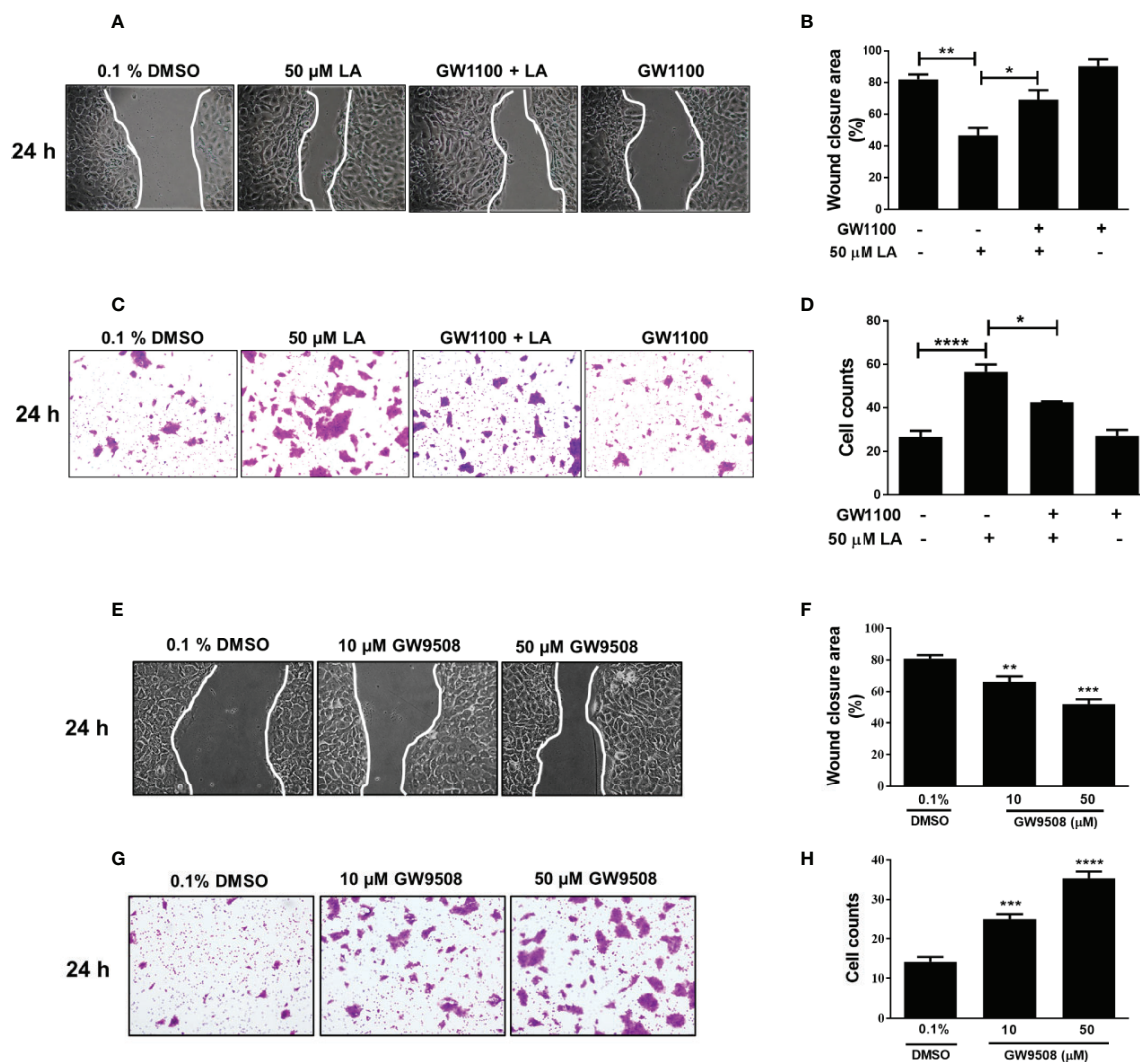 A
0.1 % DMSO 50 µM LA GW1100 + LA GW1100
24 h
B
Wound closure area
(%)
100
80
60
40
20
0
** *
GW1100 - - + +
50 µM LA - + + -
C
0.1 % DMSO 50 µM LA GW1100 + LA GW1100
24 h
D
Cell counts
80
60
40
20
0
**** *
GW1100 - - + +
50 µM LA - + + -
E
0.1 % DMSO 10 µM GW9508 50 µM GW9508
24 h
F
Wound closure area
(%)
100
80
60
40
20
0
** ***
0.1% 10 50
DMSO GW9508 (µM)
G
0.1% DMSO 10 µM GW9508 50 µM GW9508
24 h
H
Cell counts
40
30
20
10
0
*** ****
0.1% 10 50
DMSO GW9508 (µM)